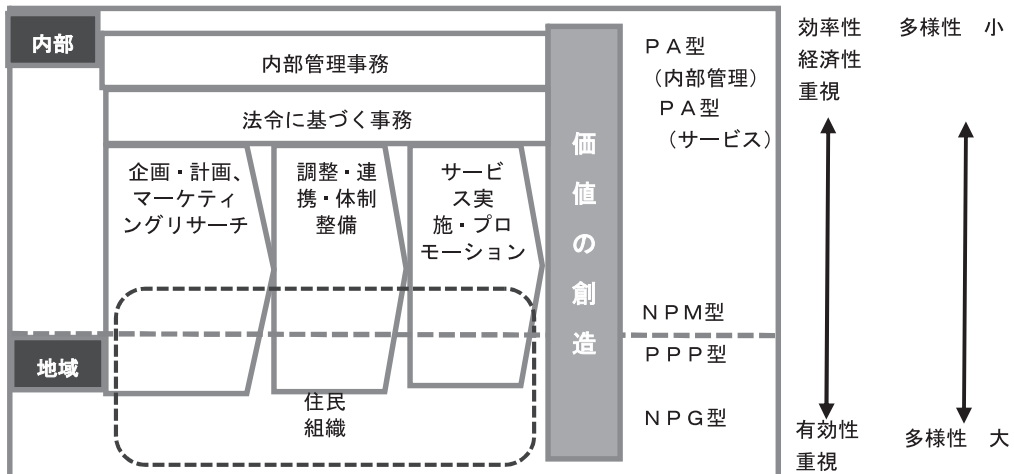 内部
内部管理事務
法令に基づく事務
企画・計画、
マーケティ
ングリサーチ
調整・連
携・体制
整備
サービ
ス実
施・プロ
モーション
地域
住民
組織
価値の創造
ＰＡ型
（内部管理）
ＰＡ型
（サービス）
ＮＰＭ型
ＰＰＰ型
ＮＰＧ型
効率性
経済性
重視
有効性
重視
多様性　小
多様性　大